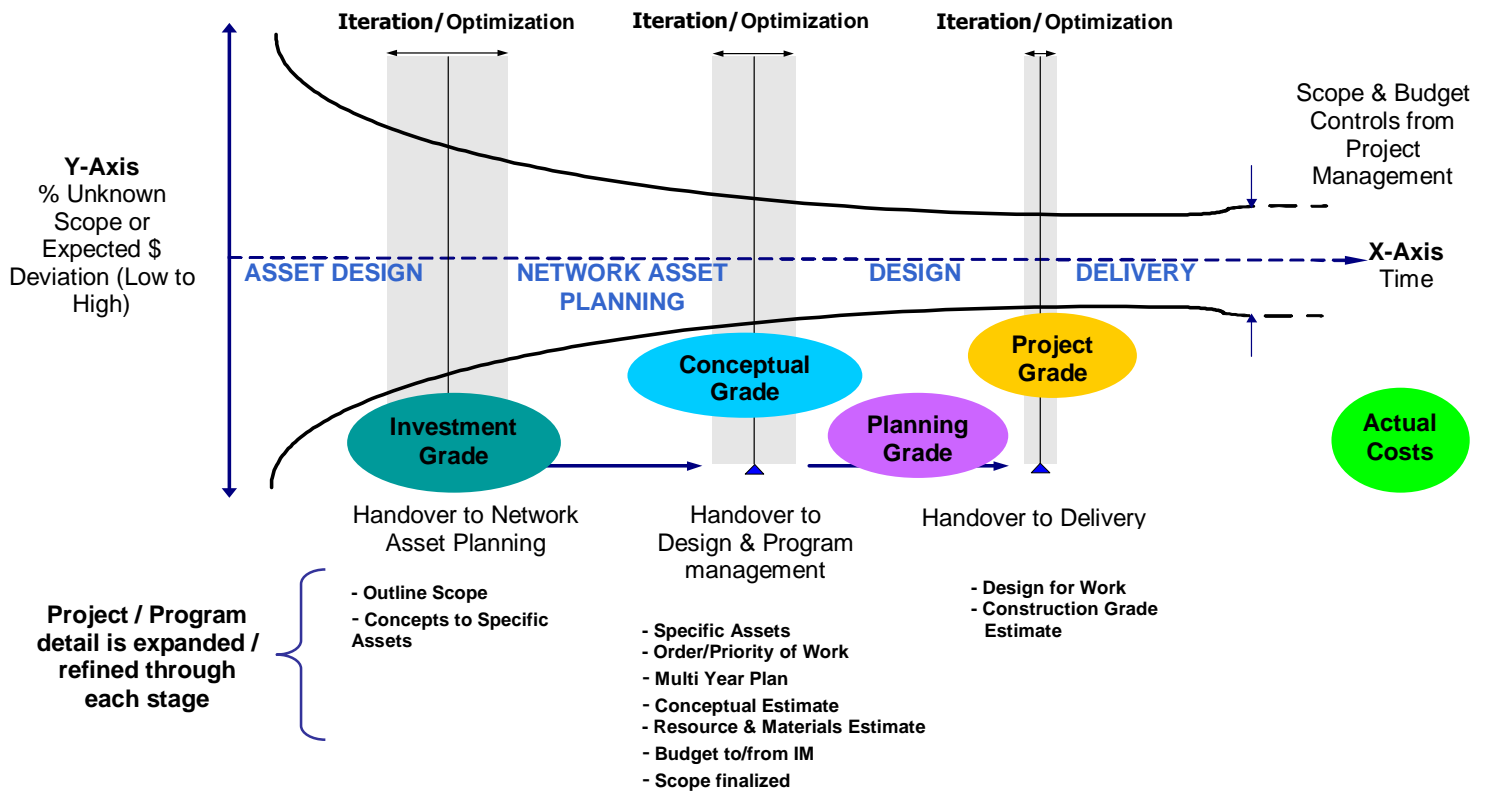 Iteration/Optimization
Iteration/Optimization
Iteration/Optimization
Scope & Budget
Controls from
Project
Management
Y-Axis
% Unknown
Scope or
Expected $
Deviation (Low to
High)
ASSET DESIGN
NETWORK ASSET
PLANNING
DESIGN
DELIVERY
X-Axis
Time
Investment
Grade
Conceptual
Grade
Planning
Grade
Project
Grade
Actual
Costs
Handover to Network
Asset Planning
Handover to
Design & Program
management
Handover to Delivery
Project / Program
detail is expanded /
refined through
each stage
- Outline Scope
- Concepts to Specific
Assets
- Specific Assets
- Order/Priority of Work
- Multi Year Plan
- Conceptual Estimate
- Resource & Materials Estimate
- Budget to/from IM
- Scope finalized
- Design for Work
- Construction Grade
Estimate